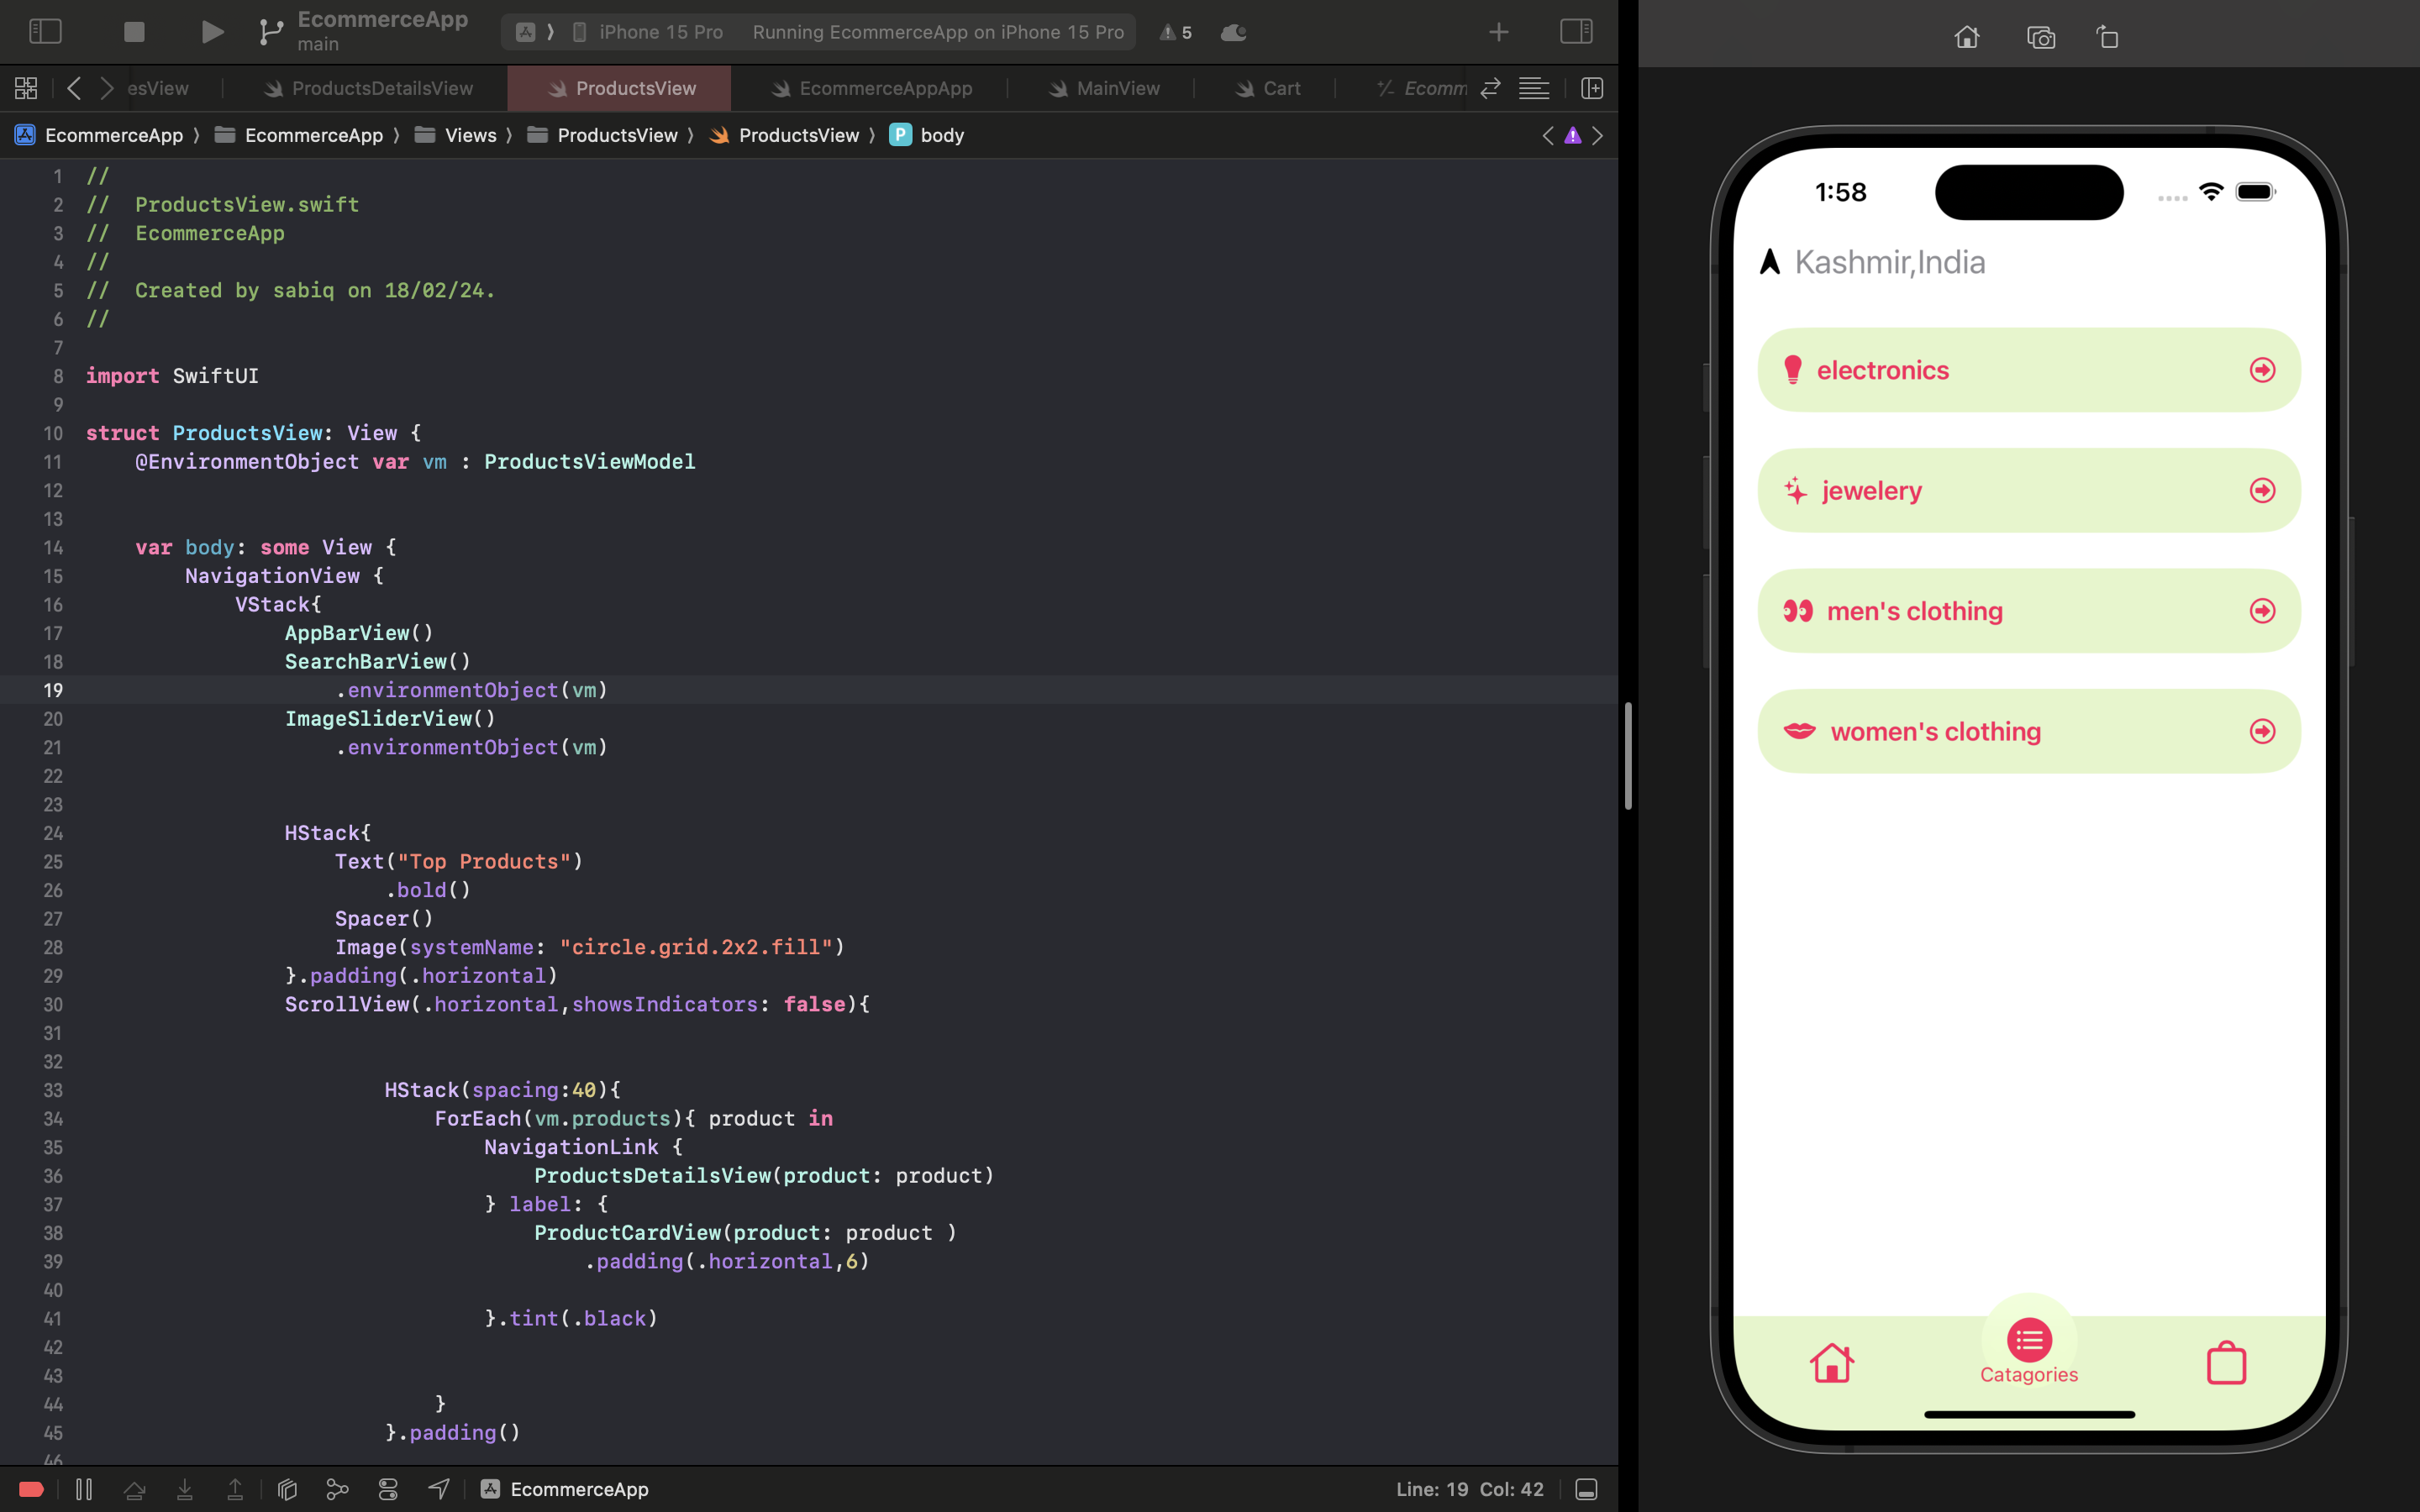 EcommerceApp
main
iPhone 15 Pro
Running EcommerceApp on iPhone 15 Pro
5
esView
ProductsDetailsView
ProductsView
EcommerceAppApp
MainView
Cart
Ecomm
EcommerceApp
EcommerceApp
Views
ProductsView
ProductsView
P
body
1 //
2 //  ProductsView.swift
3 //  EcommerceApp
4 //
5 //  Created by sabiq on 18/02/24.
6 //
7
8 import SwiftUI
9
10 struct ProductsView: View {
11     @EnvironmentObject var vm : ProductsViewModel
12
13
14     var body: some View {
15         NavigationView {
16             VStack{
17                 AppBarView()
18                 SearchBarView()
19                     .environmentObject(vm)
20                 ImageSliderView()
21                     .environmentObject(vm)
22
23
24                 HStack{
25                     Text("Top Products")
26                         .bold()
27                     Spacer()
28                     Image(systemName: "circle.grid.2x2.fill")
29                 }.padding(.horizontal)
30                 ScrollView(.horizontal,showsIndicators: false){
31
32
33                         HStack(spacing:40){
34                             ForEach(vm.products){ product in
35                                 NavigationLink {
36                                     ProductsDetailsView(product: product)
37                                 } label: {
38                                     ProductCardView(product: product )
39                                         .padding(.horizontal,6)
40
41                                 }.tint(.black)
42
43
44                             }
45                         }.padding()
46
EcommerceApp
Line: 19 Col: 42
1:58
Kashmir,India
electronics
jewelery
men's clothing
women's clothing
Catagories